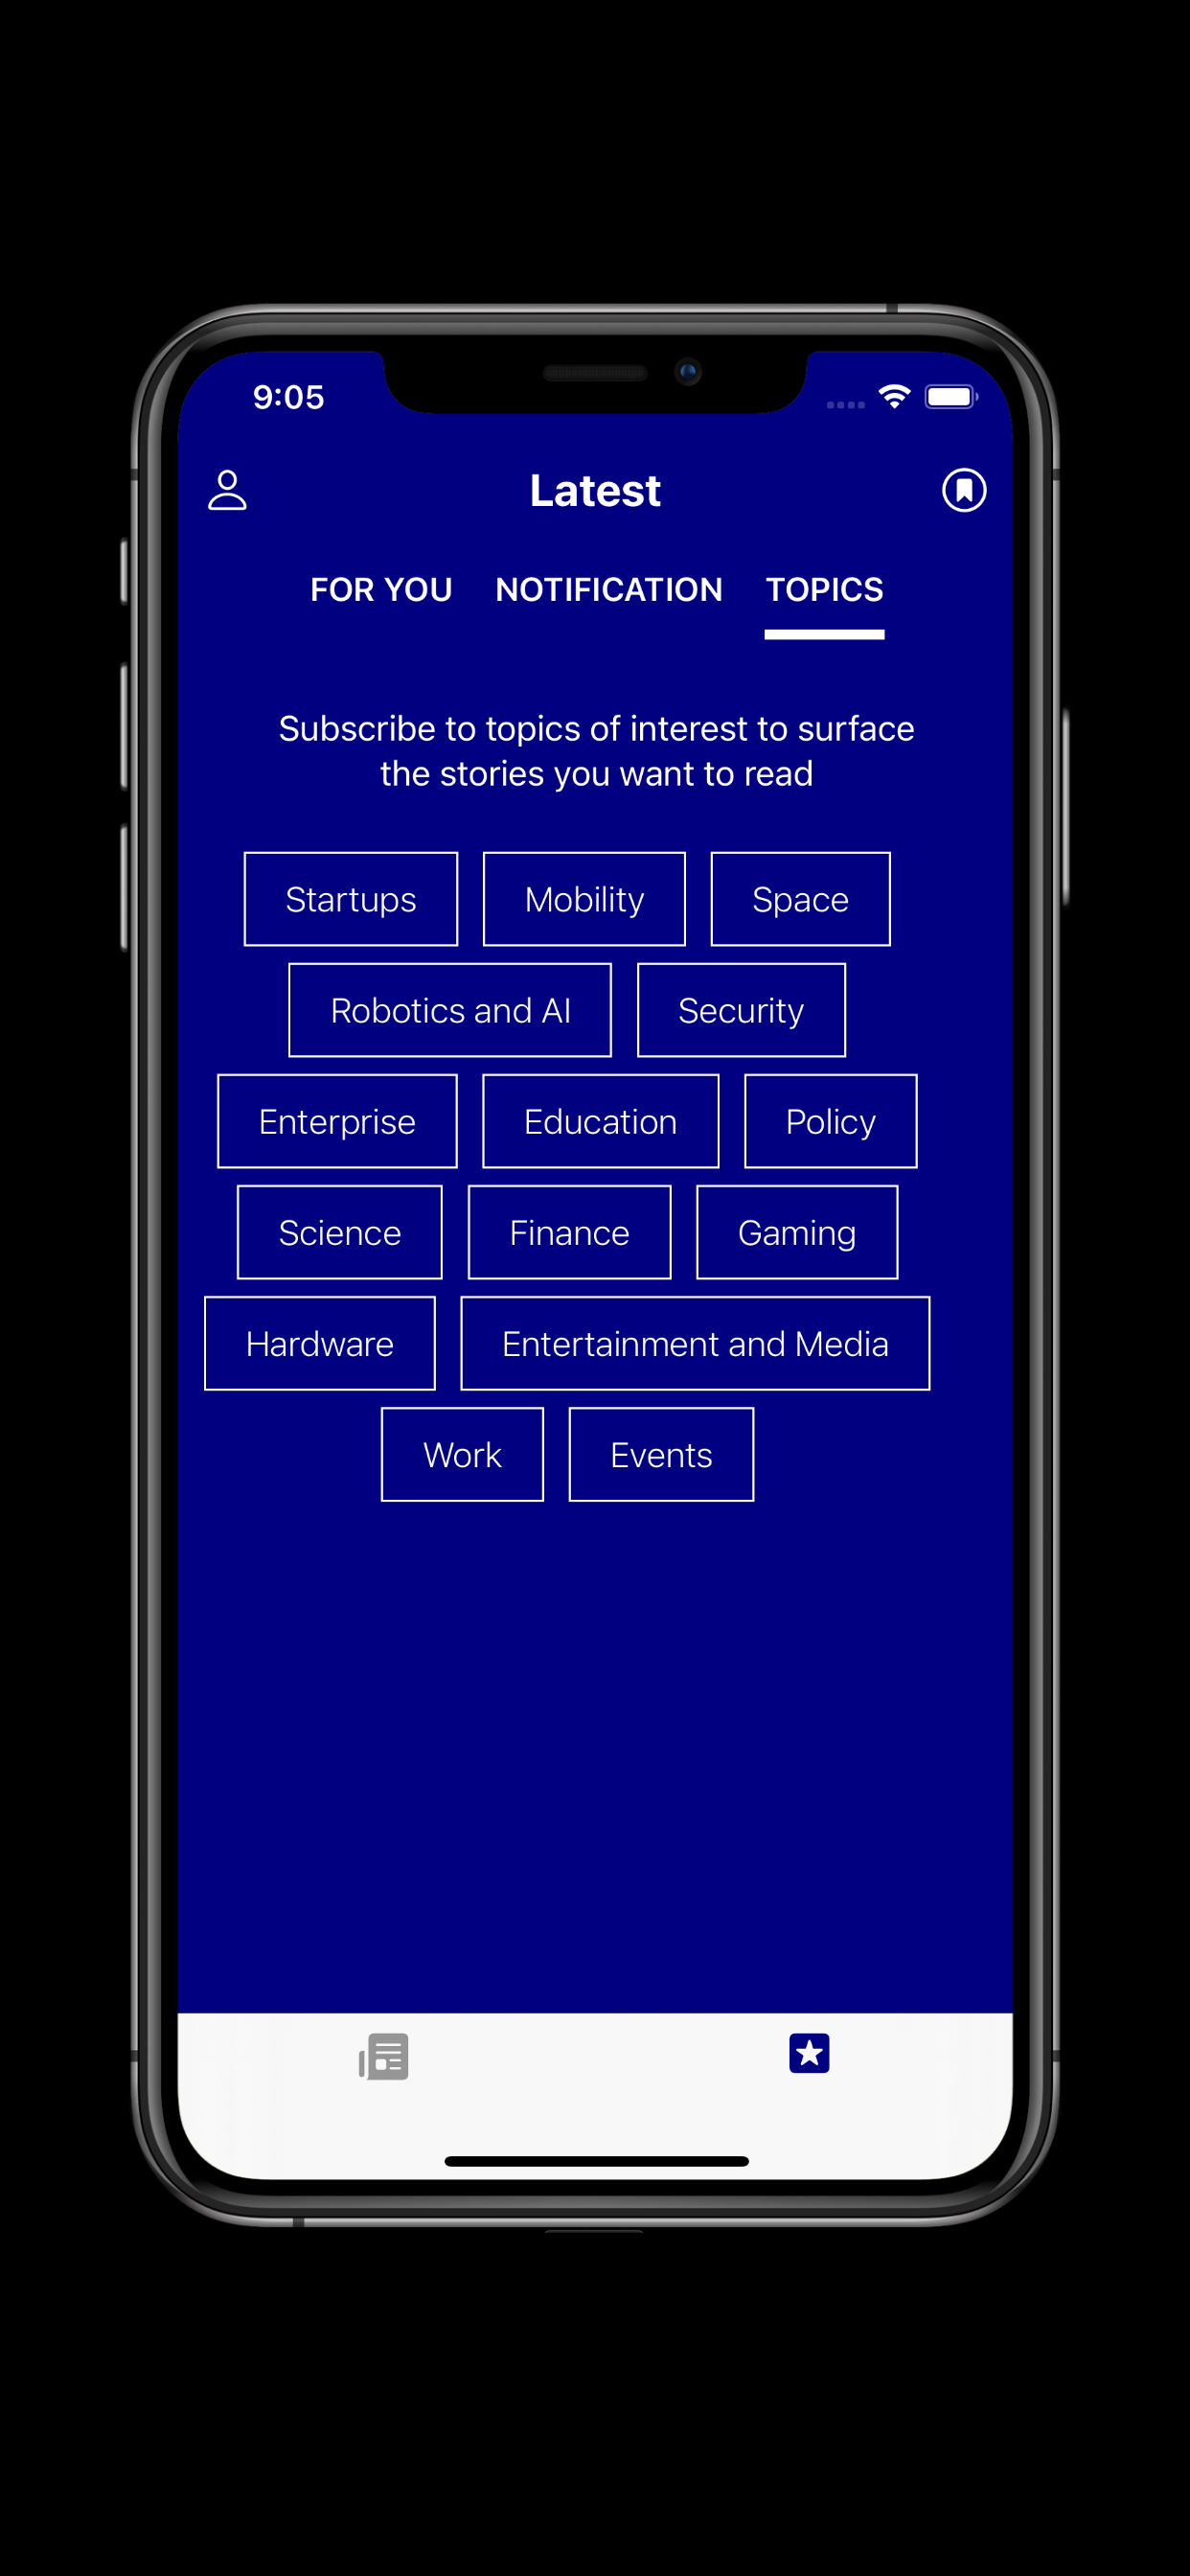 9:05
Latest
FOR YOU NOTIFICATION TOPICS
Subscribe to topics of interest to surface
the stories you want to read
Startups Mobility Space
Robotics and AI Security
Enterprise Education Policy
Science Finance Gaming
Hardware Entertainment and Media
Work Events